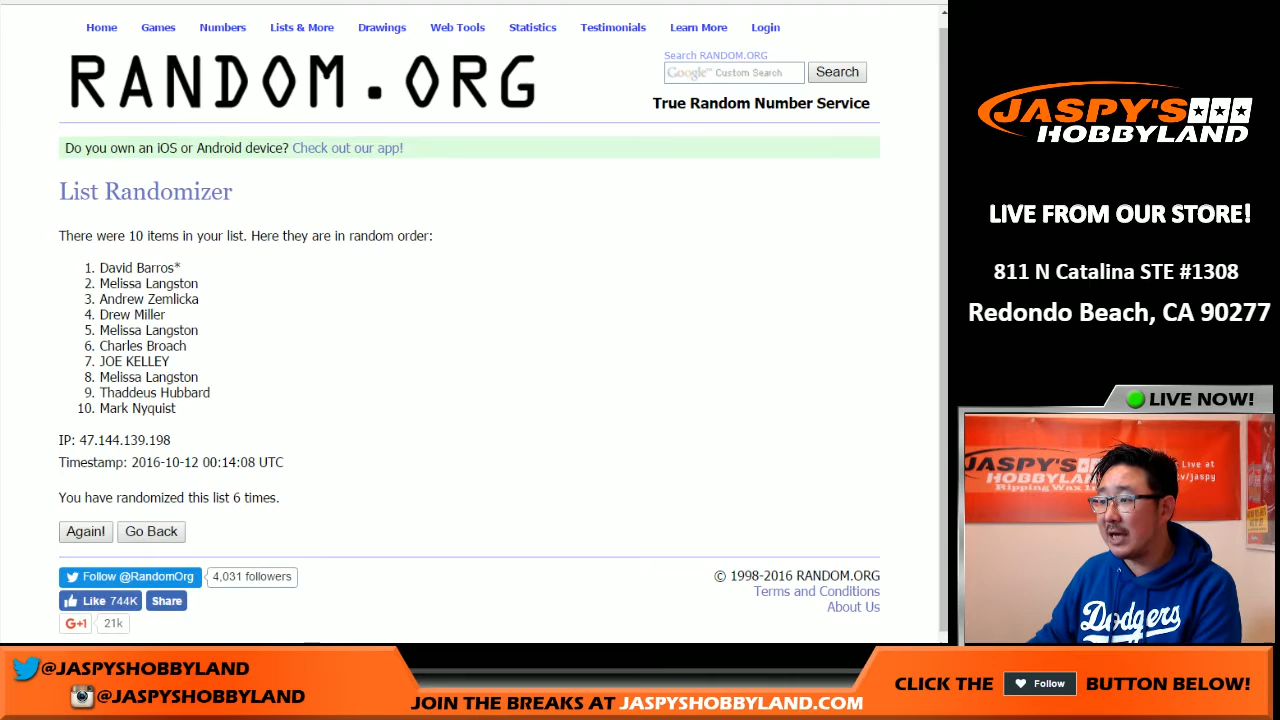 Home Games Numbers Lists & More Drawings Web Tools Statistics Testimonials Learn More Login
RANDOM.ORG
Search RANDOM.ORG
Google™ Custom Search Search
True Random Number Service
Do you own an iOS or Android device? Check out our app!
List Randomizer
There were 10 items in your list. Here they are in random order:
1. David Barros*
2. Melissa Langston
3. Andrew Zemlicka
4. Drew Miller
5. Melissa Langston
6. Charles Broach
7. JOE KELLEY
8. Melissa Langston
9. Thaddeus Hubbard
10. Mark Nyquist
IP: 47.144.139.198
Timestamp: 2016-10-12 00:14:08 UTC
You have randomized this list 6 times.
Again! Go Back
Follow @RandomOrg 4,031 followers
Like 744K Share
G+1 21k
© 1998-2016 RANDOM.ORG
Terms and Conditions
About Us
JASPY'S
HOBBYLAND
LIVE FROM OUR STORE!
811 N Catalina STE #1308
Redondo Beach, CA 90277
LIVE NOW!
JASPY'S
HOBBYLAND
Ripping Wax
Live at
tv/jaspy
Dodgers
@JASPYSHOBBYLAND
@JASPYSHOBBYLAND
JOIN THE BREAKS AT JASPYSHOBBYLAND.COM
CLICK THE Follow BUTTON BELOW!